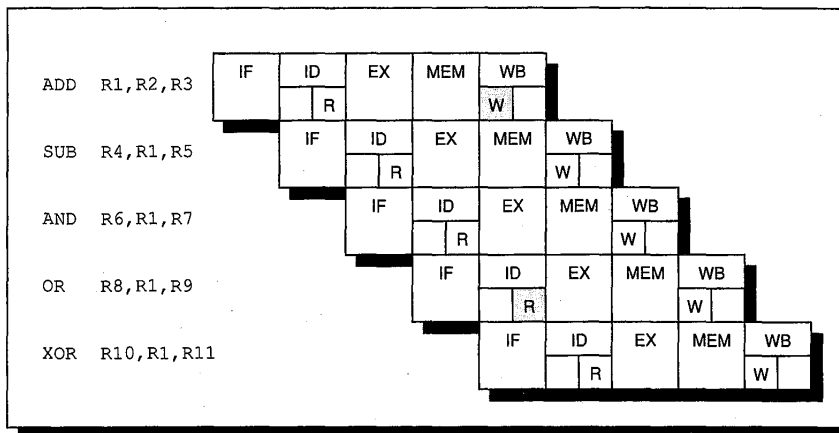 IF ID EX MEM WB
ADD R1,R2,R3
R W
IF ID EX MEM WB
SUB R4,R1,R5
R W
IF ID EX MEM WB
AND R6,R1,R7
R W
IF ID EX MEM WB
OR R8,R1,R9
R W
IF ID EX MEM WB
XOR R10,R1,R11
R W